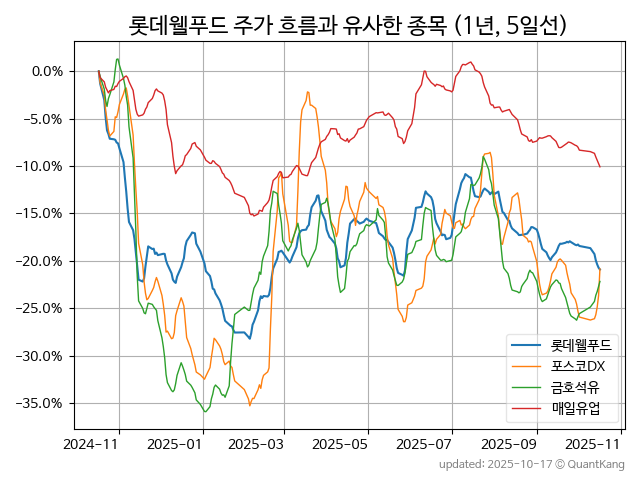 롯데웰푸드 주가 흐름과 유사한 종목 (1년, 5일선)
0.0%
−5.0%
−10.0%
−15.0%
−20.0%
−25.0%
−30.0%
−35.0%
롯데웰푸드
포스코DX
금호석유
매일유업
2024-11 2025-01 2025-03 2025-05 2025-07 2025-09 2025-11
updated: 2025-10-17 © QuantKang